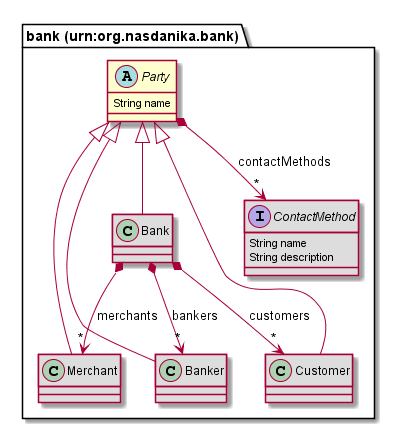 bank (urn:org.nasdanika.bank)
A Party
String name
contactMethods
*
I ContactMethod
String name
String description
C Bank
merchants
bankers
customers
*
*
*
C Merchant
C Banker
C Customer